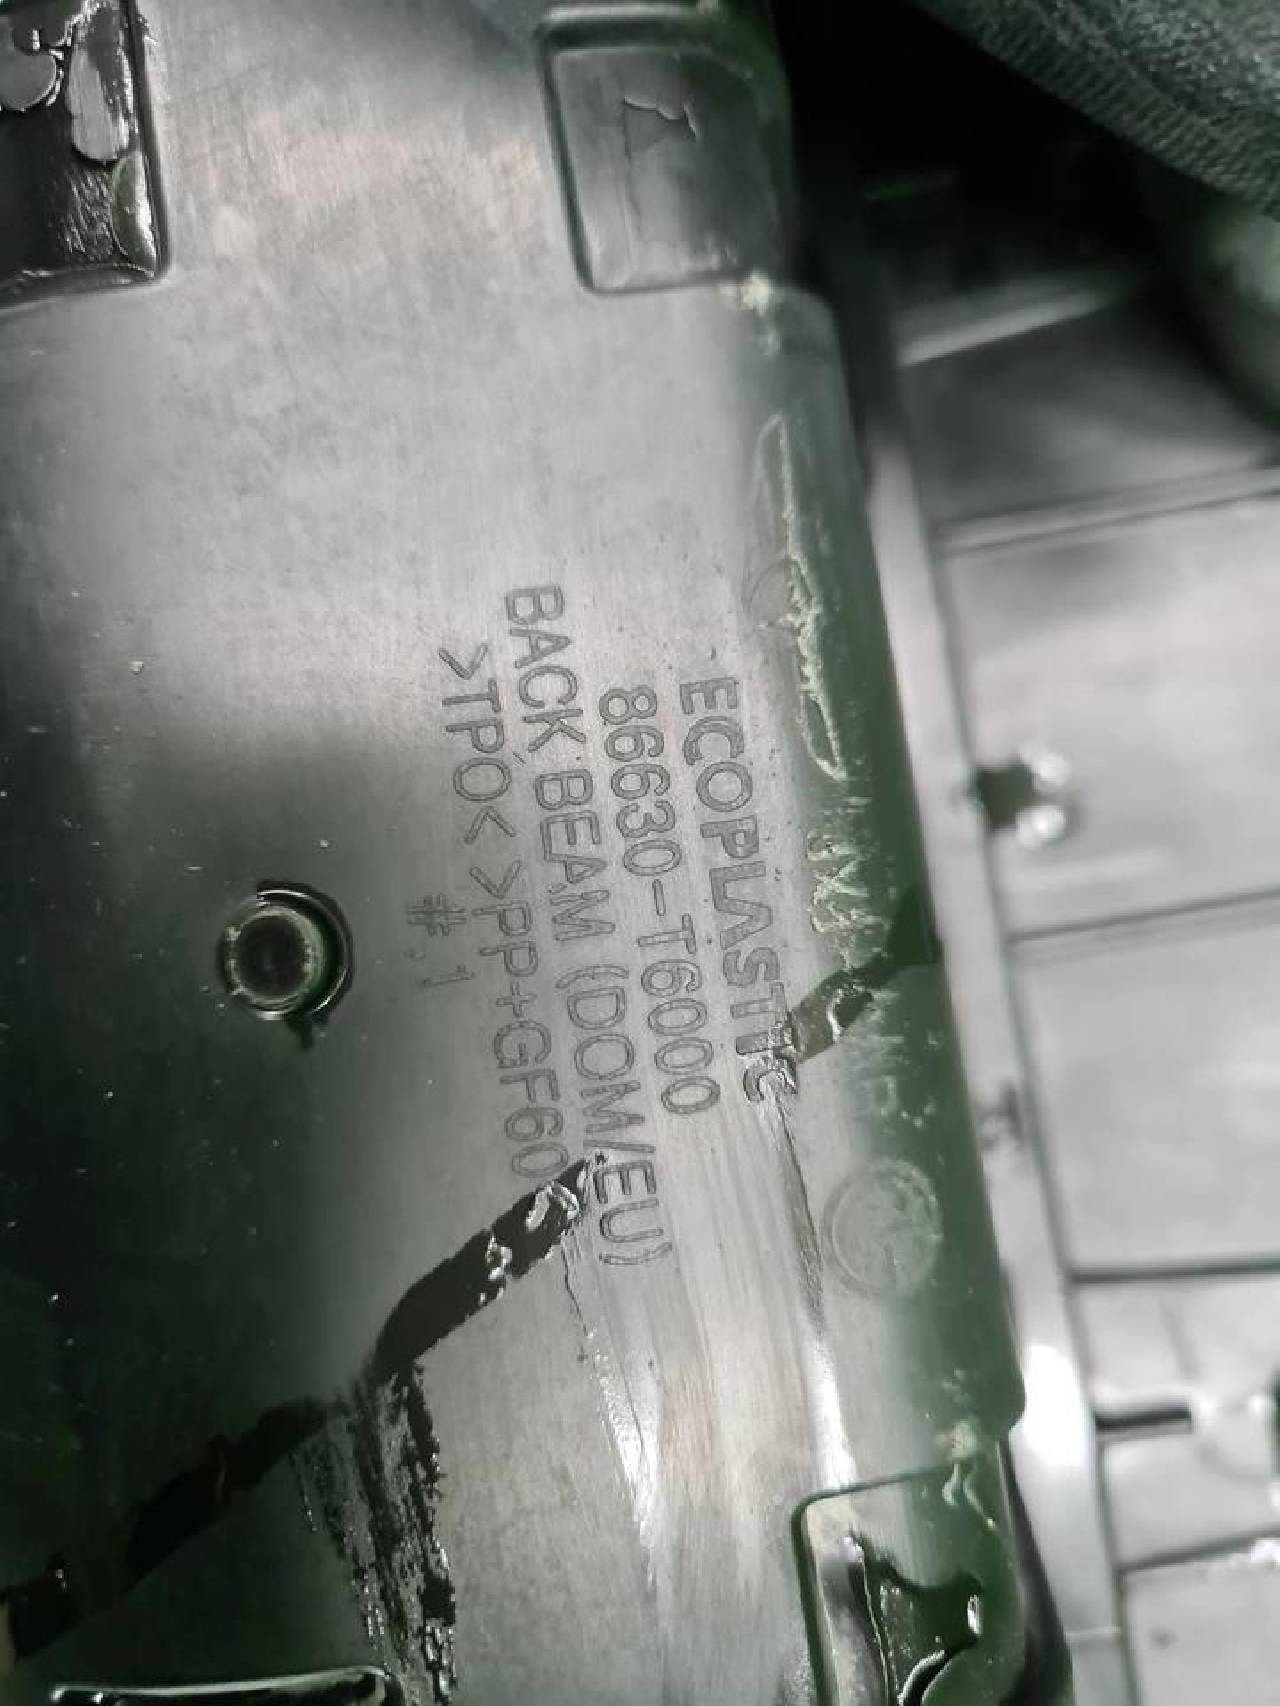 ECOPLASTIC
86630-T6000
BACK BEAM (DOM/EU)
>TPO< >PP+GF60
#.1